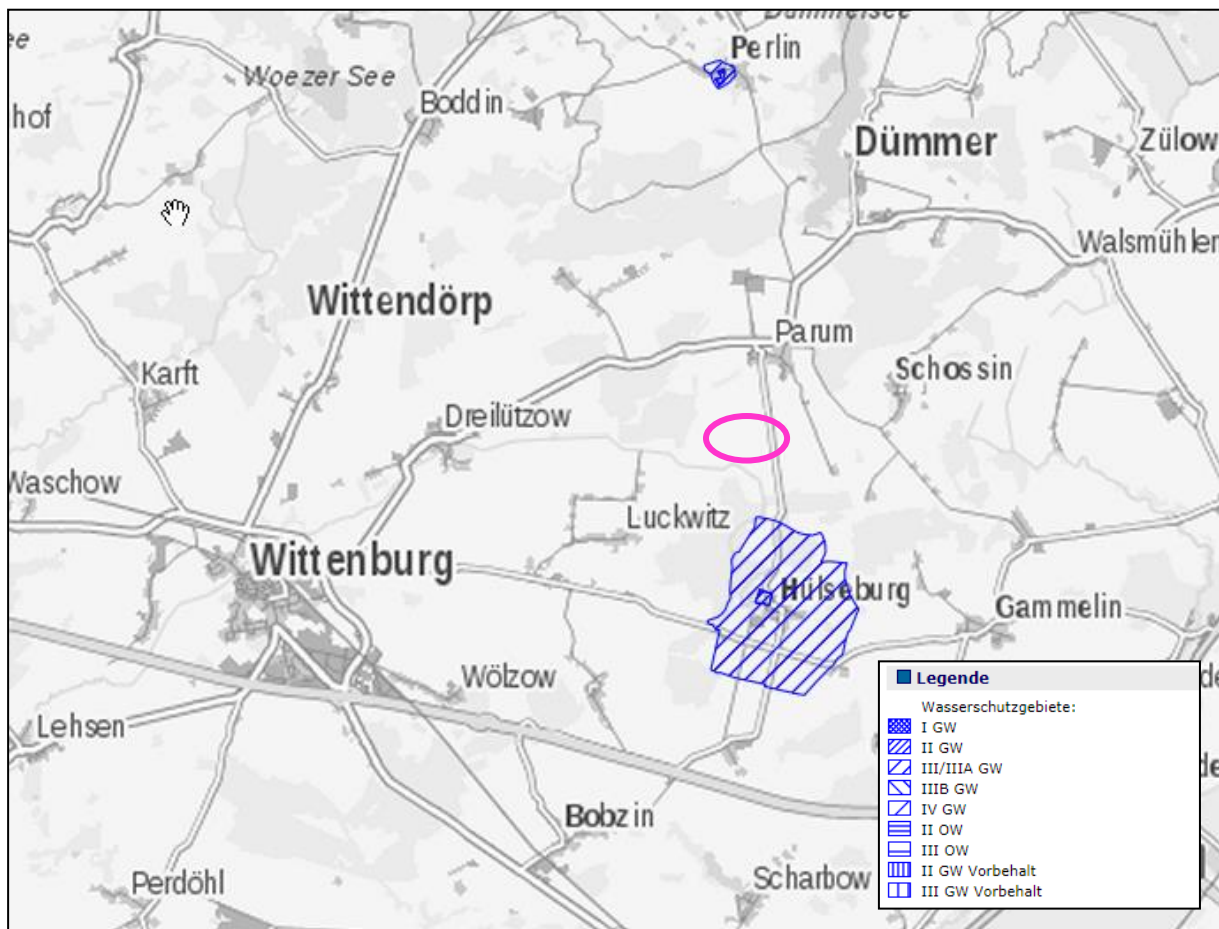 Dümmersee
ee
Perlin
Woezer See
Boddin
hof
Dümmer
Zülow
Walsmühlen
Wittendörp
Parum
Karft
Schossin
Dreilützow
Waschow
Luckwitz
Wittenburg
Hülseburg
Gammelin
Wölzow
Lehsen
Bobzin
Perdöhl
Scharbow
Legende
Wasserschutzgebiete:
I GW
II GW
III/IIIA GW
IIIB GW
IV GW
II OW
III OW
II GW Vorbehalt
III GW Vorbehalt